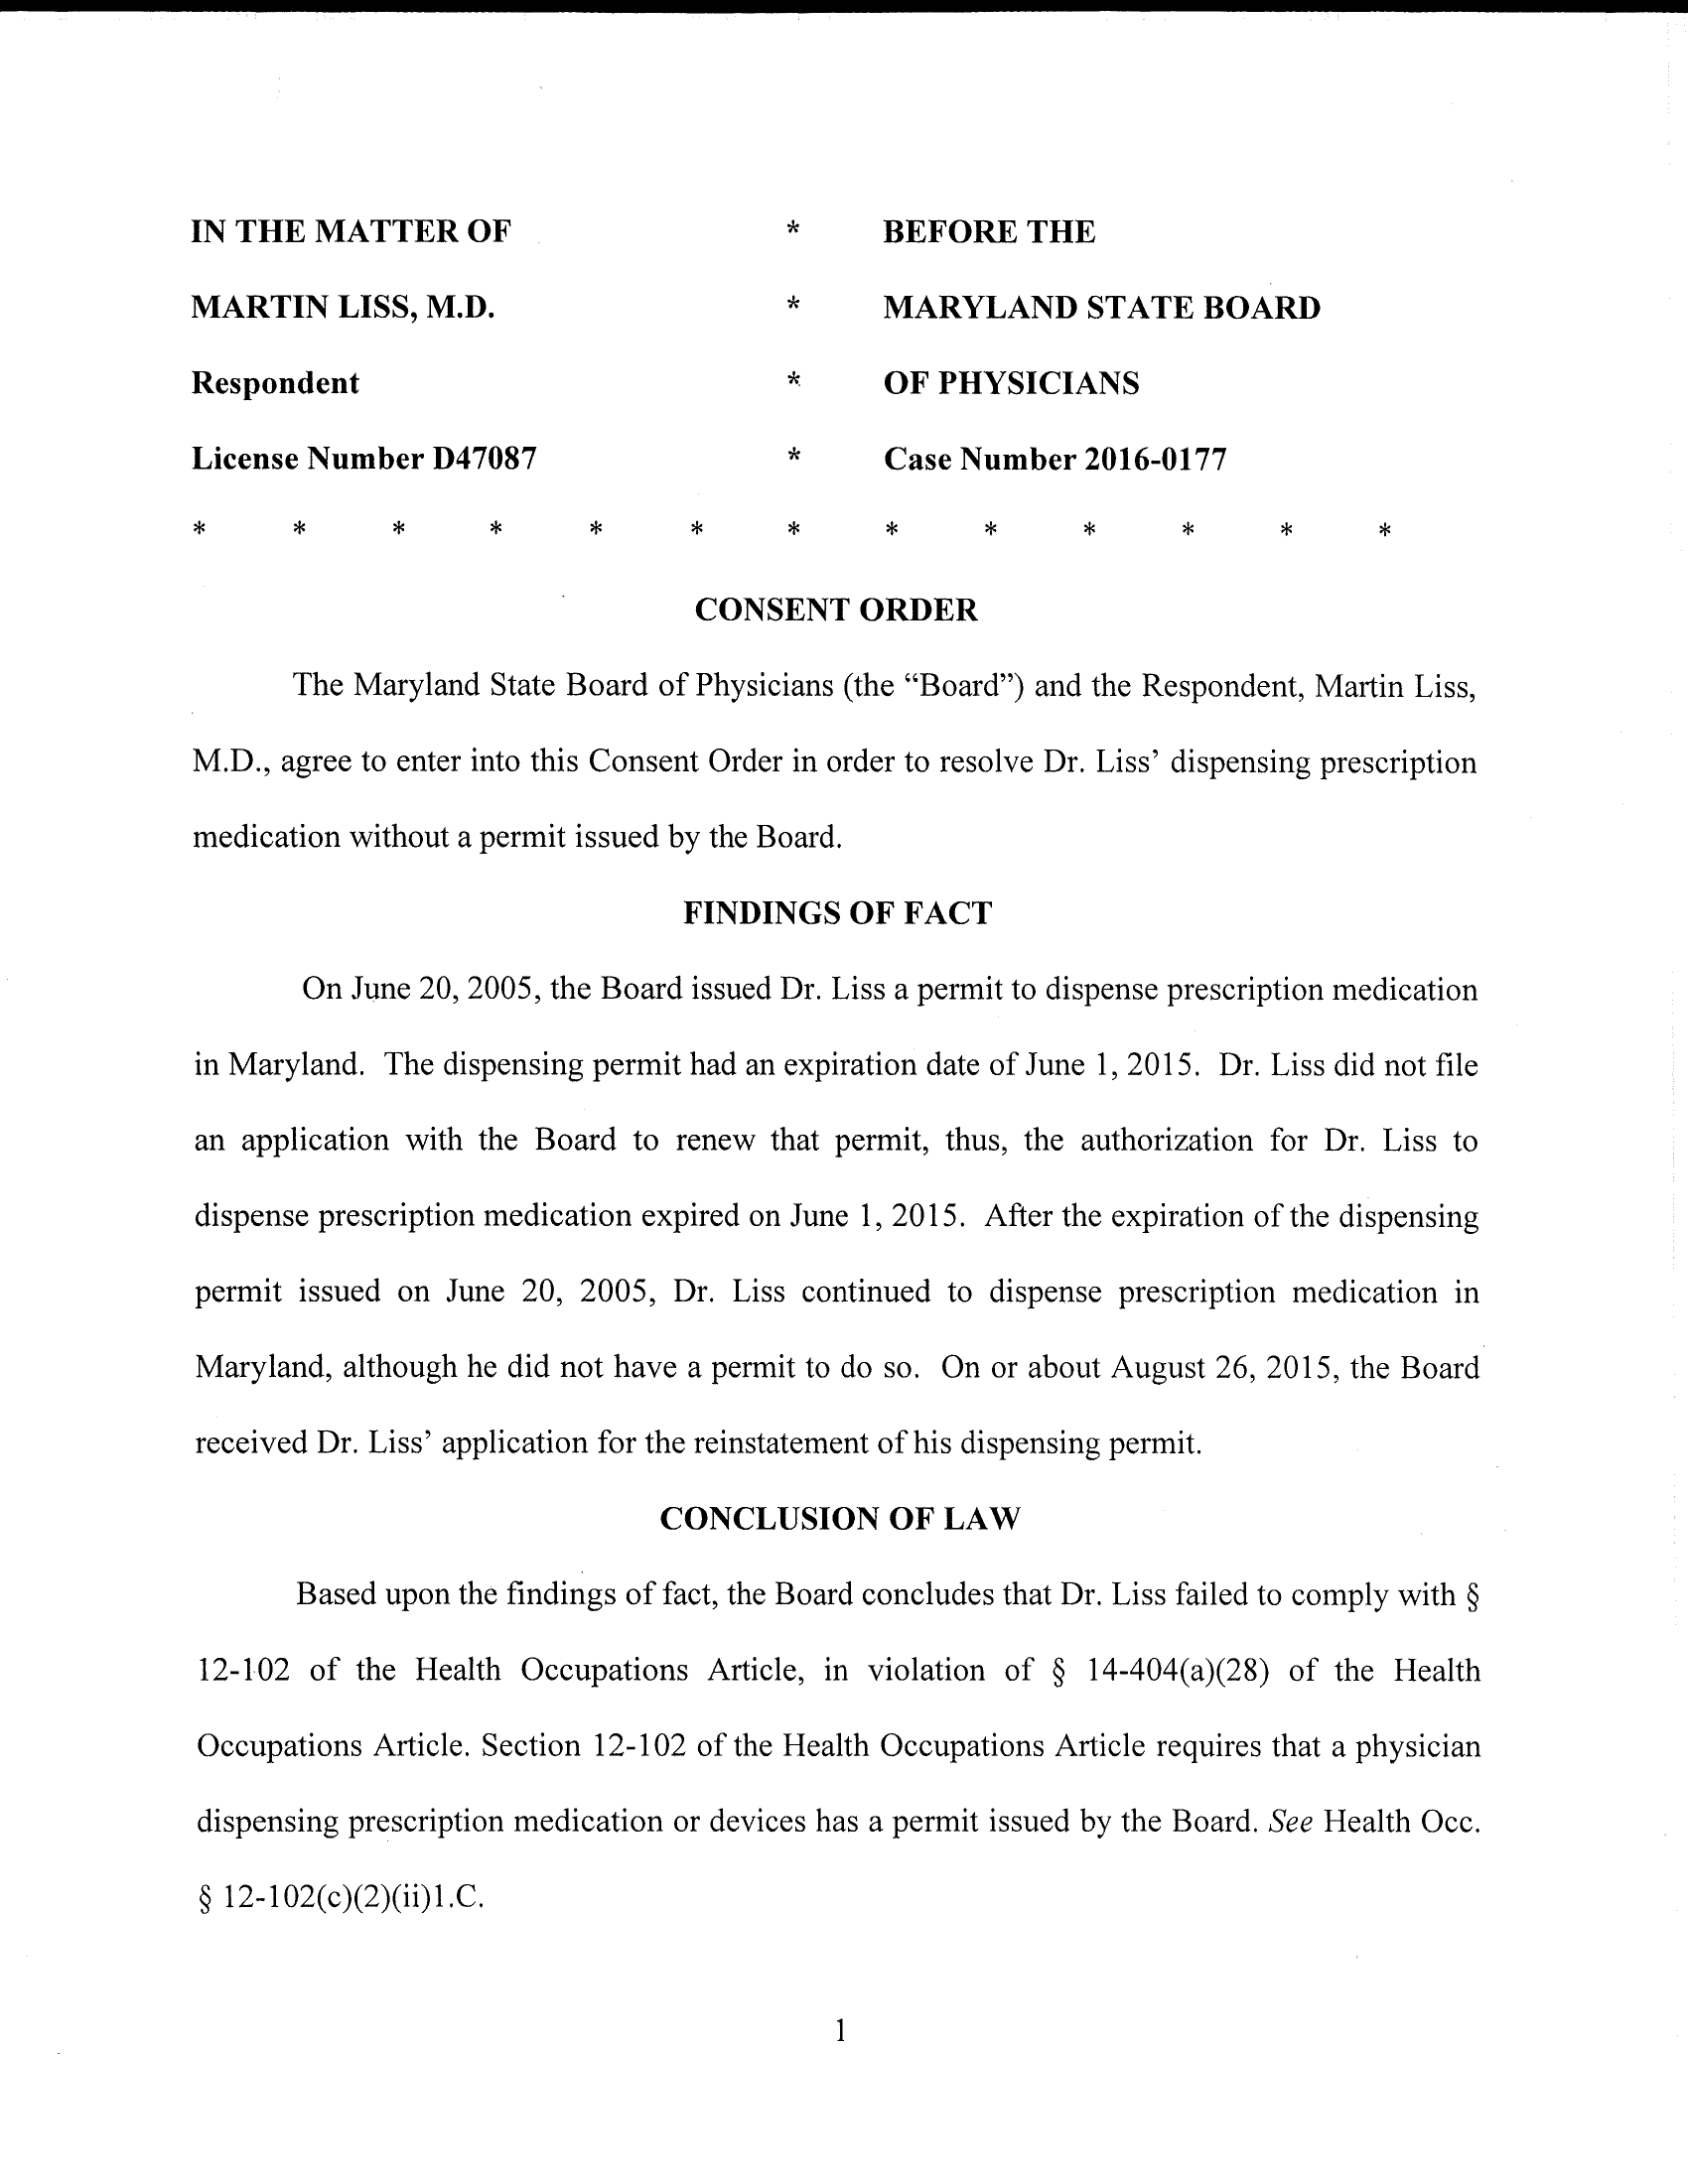 IN THE MATTER OF * BEFORE THE
MARTIN LISS, M.D. * MARYLAND STATE BOARD
Respondent * OF PHYSICIANS
License Number D47087 * Case Number 2016-0177
* * * * * * * * * * * * *
CONSENT ORDER
The Maryland State Board of Physicians (the “Board”) and the Respondent, Martin Liss,
M.D., agree to enter into this Consent Order in order to resolve Dr. Liss’ dispensing prescription
medication without a permit issued by the Board.
FINDINGS OF FACT
On June 20, 2005, the Board issued Dr. Liss a permit to dispense prescription medication
in Maryland. The dispensing permit had an expiration date of June 1, 2015. Dr. Liss did not file
an application with the Board to renew that permit, thus, the authorization for Dr. Liss to
dispense prescription medication expired on June 1, 2015. After the expiration of the dispensing
permit issued on June 20, 2005, Dr. Liss continued to dispense prescription medication in
Maryland, although he did not have a permit to do so. On or about August 26, 2015, the Board
received Dr. Liss’ application for the reinstatement of his dispensing permit.
CONCLUSION OF LAW
Based upon the findings of fact, the Board concludes that Dr. Liss failed to comply with §
12-102 of the Health Occupations Article, in violation of § 14-404(a)(28) of the Health
Occupations Article. Section 12-102 of the Health Occupations Article requires that a physician
dispensing prescription medication or devices has a permit issued by the Board. See Health Occ.
§ 12-102(c)(2)(ii)1.C.
1